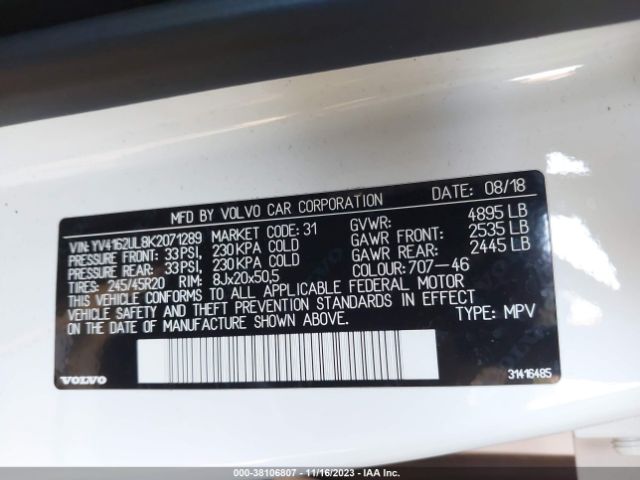 MFD BY VOLVO CAR CORPORATION DATE: 08/18
VIN: YV4162UL8K2071289 MARKET CODE: 31 GVWR: 4895 LB
PRESSURE FRONT: 33PSI, 230KPA COLD GAWR FRONT: 2535 LB
PRESSURE REAR: 33PSI, 230KPA COLD GAWR REAR: 2445 LB
TIRES: 245/45R20 RIM: 8Jx20x50,5 COLOUR: 707-46
THIS VEHICLE CONFORMS TO ALL APPLICABLE FEDERAL MOTOR
VEHICLE SAFETY AND THEFT PREVENTION STANDARDS IN EFFECT
ON THE DATE OF MANUFACTURE SHOWN ABOVE. TYPE: MPV
VOLVO 31416485
000-38106807 - 11/16/2023 - IAA Inc.